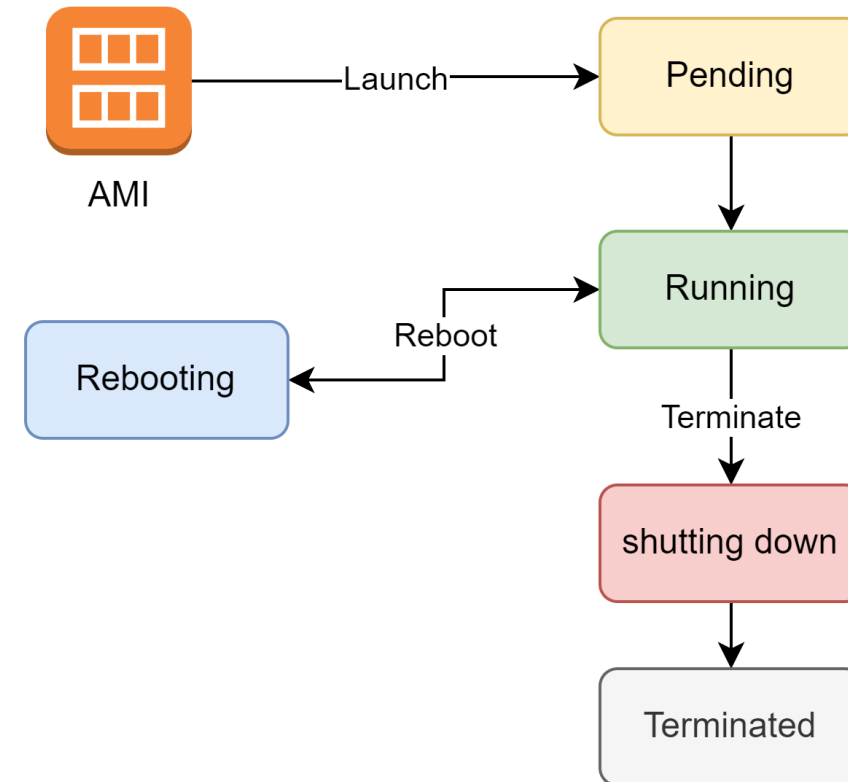 Launch
Pending
AMI
Running
Reboot
Rebooting
Terminate
shutting down
Terminated